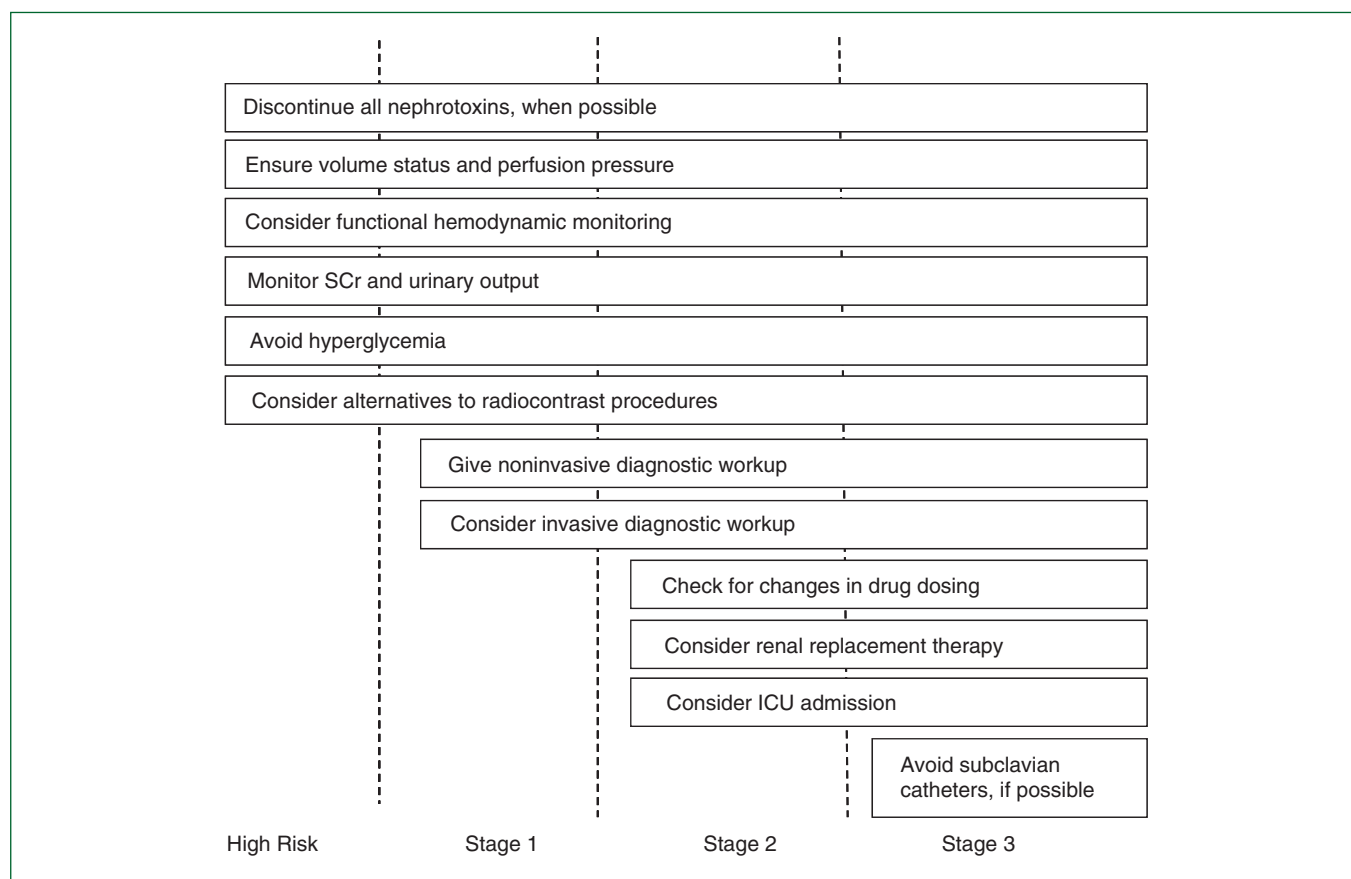 Discontinue all nephrotoxins, when possible
Ensure volume status and perfusion pressure
Consider functional hemodynamic monitoring
Monitor SCr and urinary output
Avoid hyperglycemia
Consider alternatives to radiocontrast procedures
Give noninvasive diagnostic workup
Consider invasive diagnostic workup
Check for changes in drug dosing
Consider renal replacement therapy
Consider ICU admission
Avoid subclavian
catheters, if possible
High Risk Stage 1 Stage 2 Stage 3